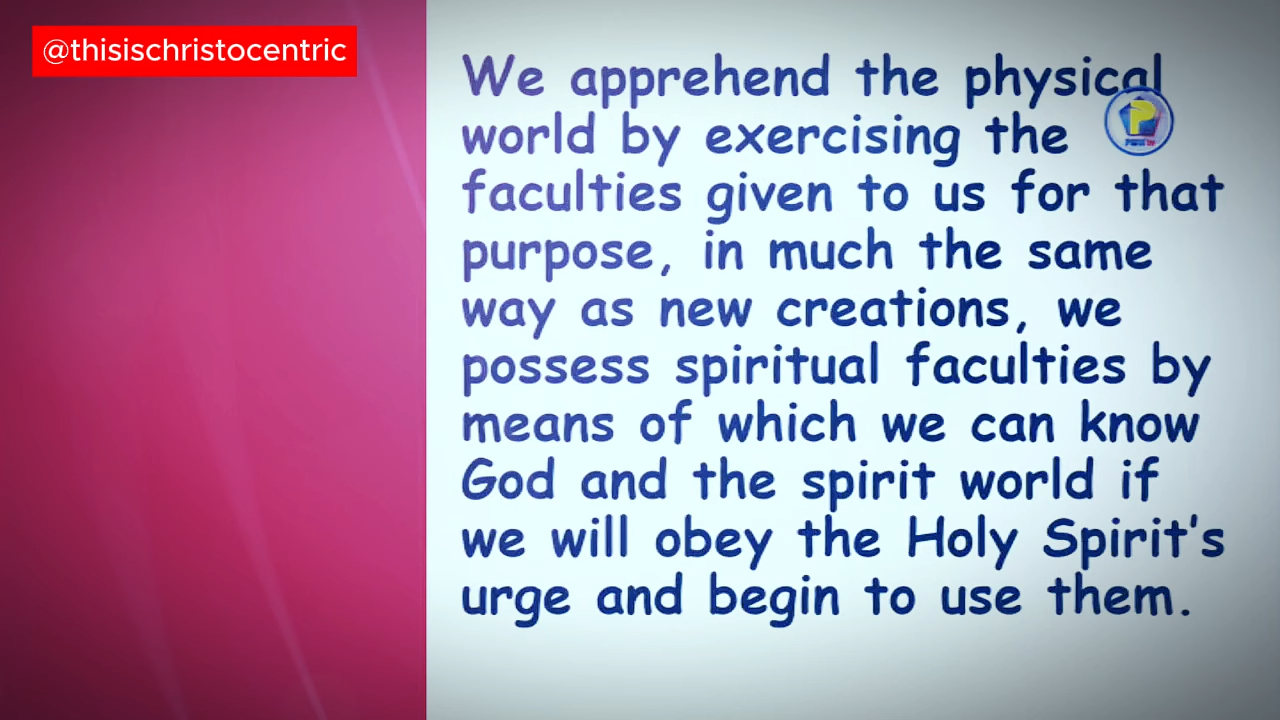 @thisischristocentric
We apprehend the physical
world by exercising the
faculties given to us for that
purpose, in much the same
way as new creations, we
possess spiritual faculties by
means of which we can know
God and the spirit world if
we will obey the Holy Spirit's
urge and begin to use them.